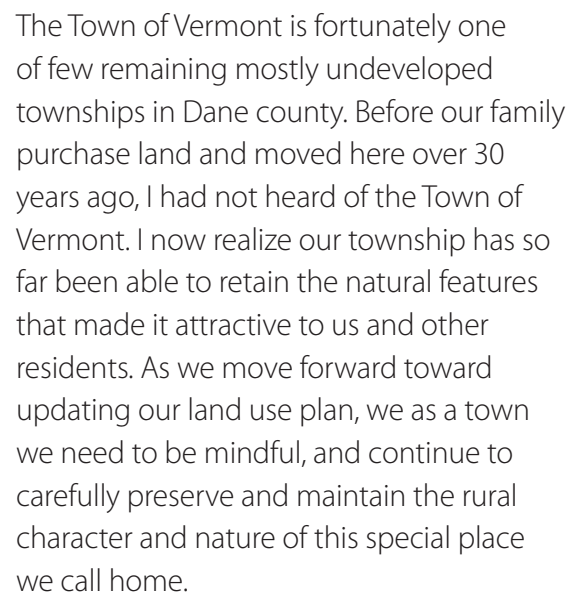 The Town of Vermont is fortunately one
of few remaining mostly undeveloped
townships in Dane county. Before our family
purchase land and moved here over 30
years ago, I had not heard of the Town of
Vermont. I now realize our township has so
far been able to retain the natural features
that made it attractive to us and other
residents. As we move forward toward
updating our land use plan, we as a town
we need to be mindful, and continue to
carefully preserve and maintain the rural
character and nature of this special place
we call home.